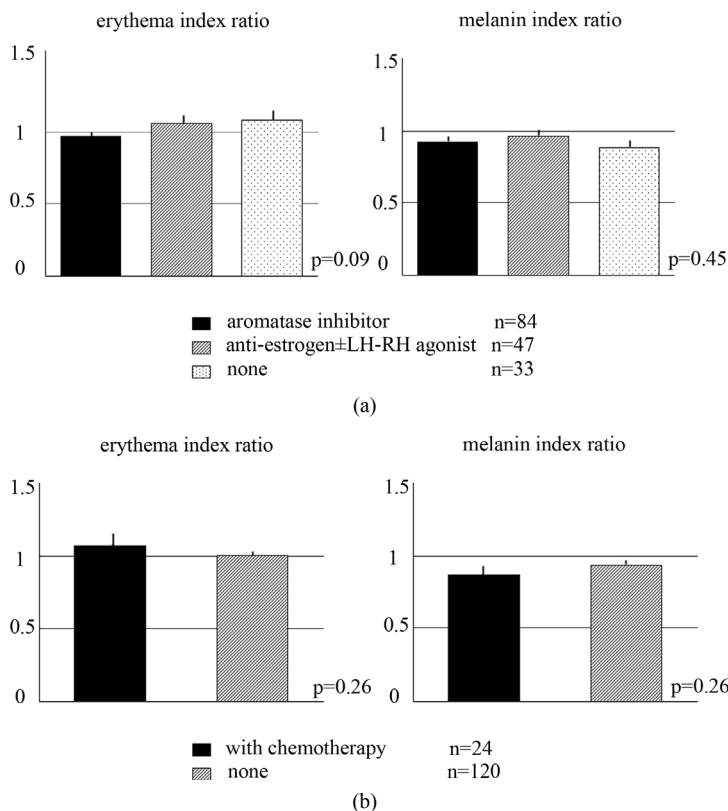 erythema index ratio
melanin index ratio
1.5
1
0.5
0
p=0.09
1.5
1
0.5
0
p=0.45
aromatase inhibitor n=84
anti-estrogen±LH-RH agonist n=47
none n=33
(a)
erythema index ratio
melanin index ratio
1.5
1
0.5
0
p=0.26
1.5
1
0.5
0
p=0.26
with chemotherapy n=24
none n=120
(b)